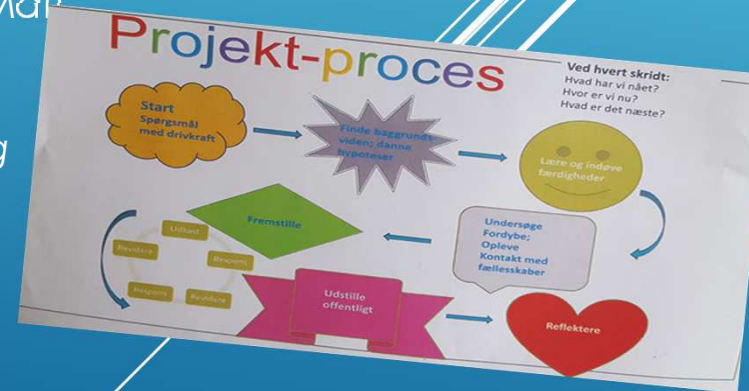 Projekt-proces
Ved hvert skridt:
Hvad har vi nået?
Hvor er vi nu?
Hvad er det næste?
Start
Spørgsmål
med drivkraft
Finde baggrunds-
viden; danne
hypoteser
Lære og indøve
færdigheder
Undersøge
Fordybe;
Opleve
Kontakt med
fællesskaber
Fremstille
Udkast
Respons
Revidere
Respons
Revidere
Udstille
offentligt
Reflektere